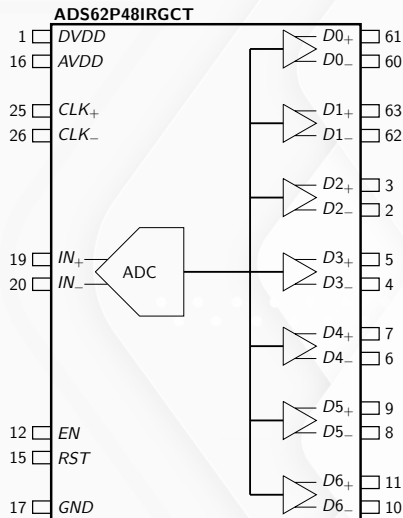 ADS62P48IRGCT
1 DVDD
16 AVDD
25 CLK+
26 CLK−
19 IN+
20 IN−
ADC
12 EN
15 RST
17 GND
D0+ 61
D0− 60
D1+ 63
D1− 62
D2+ 3
D2− 2
D3+ 5
D3− 4
D4+ 7
D4− 6
D5+ 9
D5− 8
D6+ 11
D6− 10